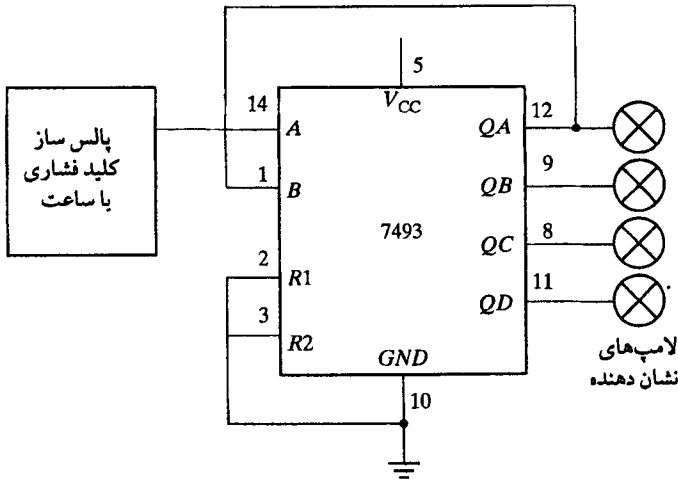 5
14
V_CC
12
پالس ساز
A
QA
کلید فشاری
1
9
یا ساعت
B
QB
7493
8
2
QC
R1
11
3
QD
R2
GND
لامپ‌های
نشان دهنده
10